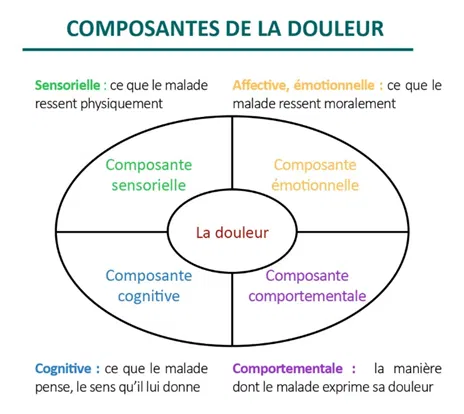 COMPOSANTES DE LA DOULEUR
Sensorielle : ce que le malade
ressent physiquement
Affective, émotionnelle : ce que le
malade ressent moralement
Composante
sensorielle
Composante
émotionnelle
La douleur
Composante
cognitive
Composante
comportementale
Cognitive : ce que le malade
pense, le sens qu'il lui donne
Comportementale : la manière
dont le malade exprime sa douleur